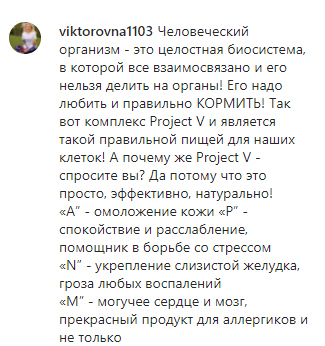 viktorovna1103 Человеческий
организм - это целостная биосистема,
в которой все взаимосвязано и его
нельзя делить на органы! Его надо
любить и правильно КОРМИТЬ! Так
вот комплекс Project V и является
такой правильной пищей для наших
клеток! А почему же Project V -
спросите вы? Да потому что это
просто, эффективно, натурально!
«A” - омоложение кожи «P” -
спокойствие и расслабление,
помощник в борьбе со стрессом
«N” - укрепление слизистой желудка,
гроза любых воспалений
«M” - могучее сердце и мозг,
прекрасный продукт для аллергиков и
не только